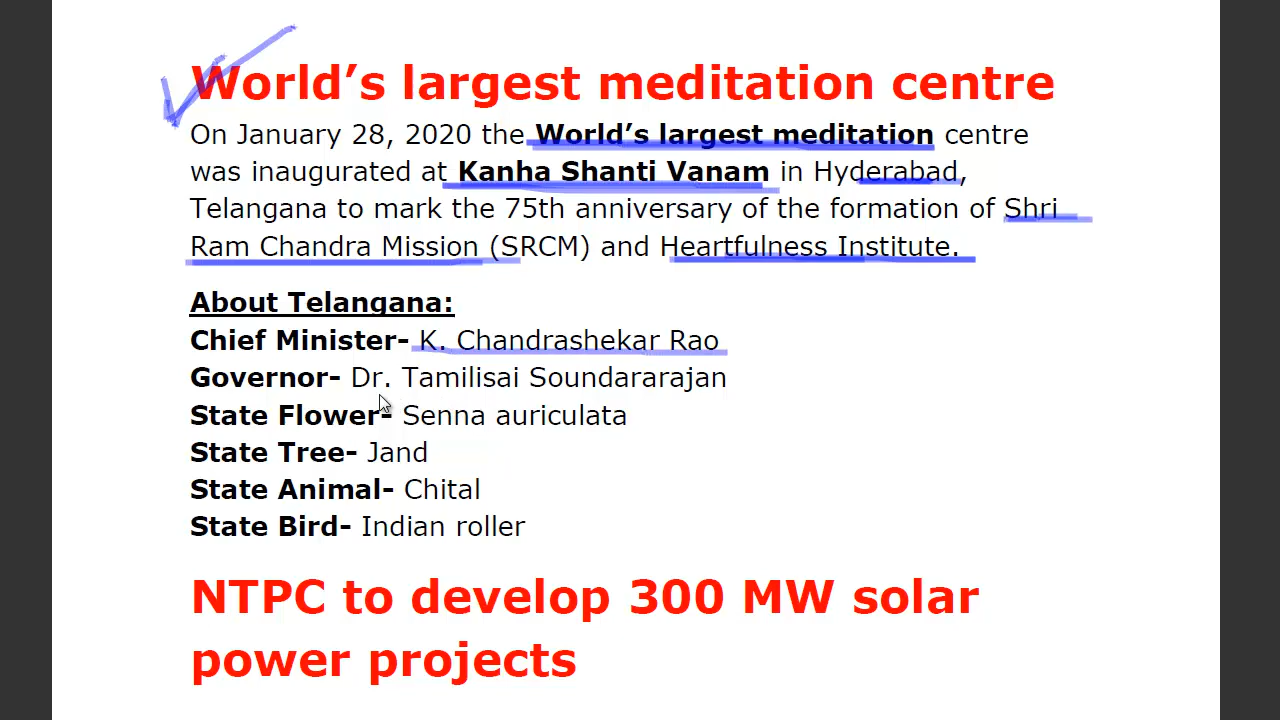 World’s largest meditation centre
On January 28, 2020 the World’s largest meditation centre
was inaugurated at Kanha Shanti Vanam in Hyderabad,
Telangana to mark the 75th anniversary of the formation of Shri
Ram Chandra Mission (SRCM) and Heartfulness Institute.
About Telangana:
Chief Minister- K. Chandrashekar Rao
Governor- Dr. Tamilisai Soundararajan
State Flower- Senna auriculata
State Tree- Jand
State Animal- Chital
State Bird- Indian roller
NTPC to develop 300 MW solar
power projects